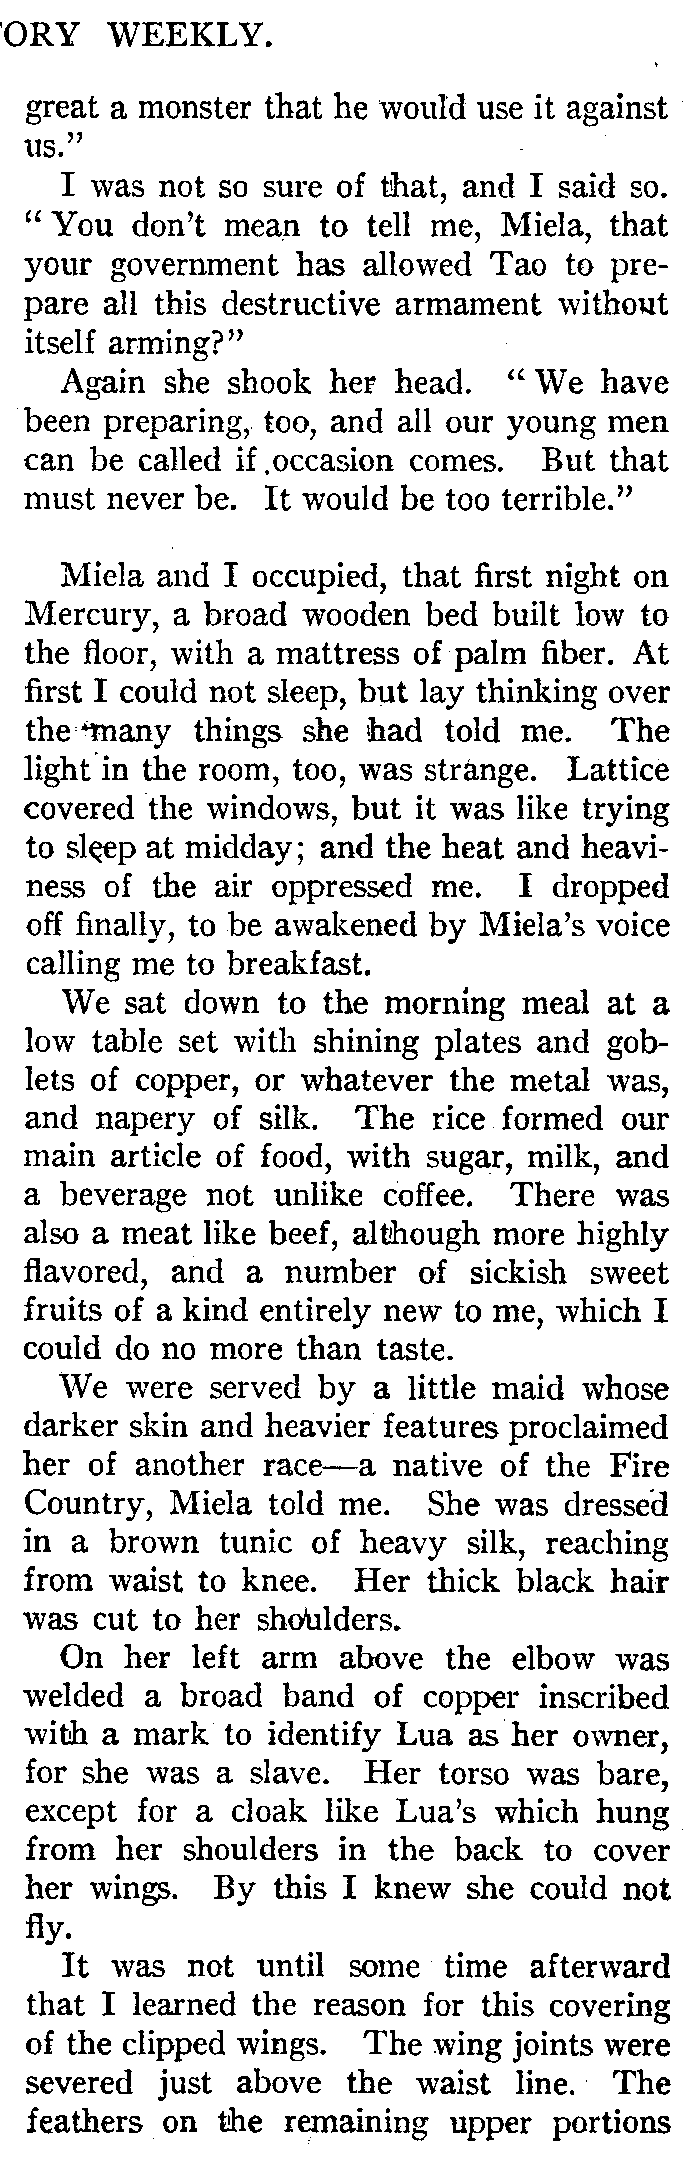 TORY WEEKLY.
great a monster that he would use it against
us."
I was not so sure of that, and I said so.
" You don't mean to tell me, Miela, that
your government has allowed Tao to pre-
pare all this destructive armament without
itself arming?"
Again she shook her head. " We have
been preparing, too, and all our young men
can be called if occasion comes. But that
must never be. It would be too terrible."
Miela and I occupied, that first night on
Mercury, a broad wooden bed built low to
the floor, with a mattress of palm fiber. At
first I could not sleep, but lay thinking over
the many things she had told me. The
light in the room, too, was strange. Lattice
covered the windows, but it was like trying
to sleep at midday; and the heat and heavi-
ness of the air oppressed me. I dropped
off finally, to be awakened by Miela's voice
calling me to breakfast.
We sat down to the morning meal at a
low table set with shining plates and gob-
lets of copper, or whatever the metal was,
and napery of silk. The rice formed our
main article of food, with sugar, milk, and
a beverage not unlike coffee. There was
also a meat like beef, although more highly
flavored, and a number of sickish sweet
fruits of a kind entirely new to me, which I
could do no more than taste.
We were served by a little maid whose
darker skin and heavier features proclaimed
her of another race—a native of the Fire
Country, Miela told me. She was dressed
in a brown tunic of heavy silk, reaching
from waist to knee. Her thick black hair
was cut to her shoulders.
On her left arm above the elbow was
welded a broad band of copper inscribed
with a mark to identify Lua as her owner,
for she was a slave. Her torso was bare,
except for a cloak like Lua's which hung
from her shoulders in the back to cover
her wings. By this I knew she could not
fly.
It was not until some time afterward
that I learned the reason for this covering
of the clipped wings. The wing joints were
severed just above the waist line. The
feathers on the remaining upper portions